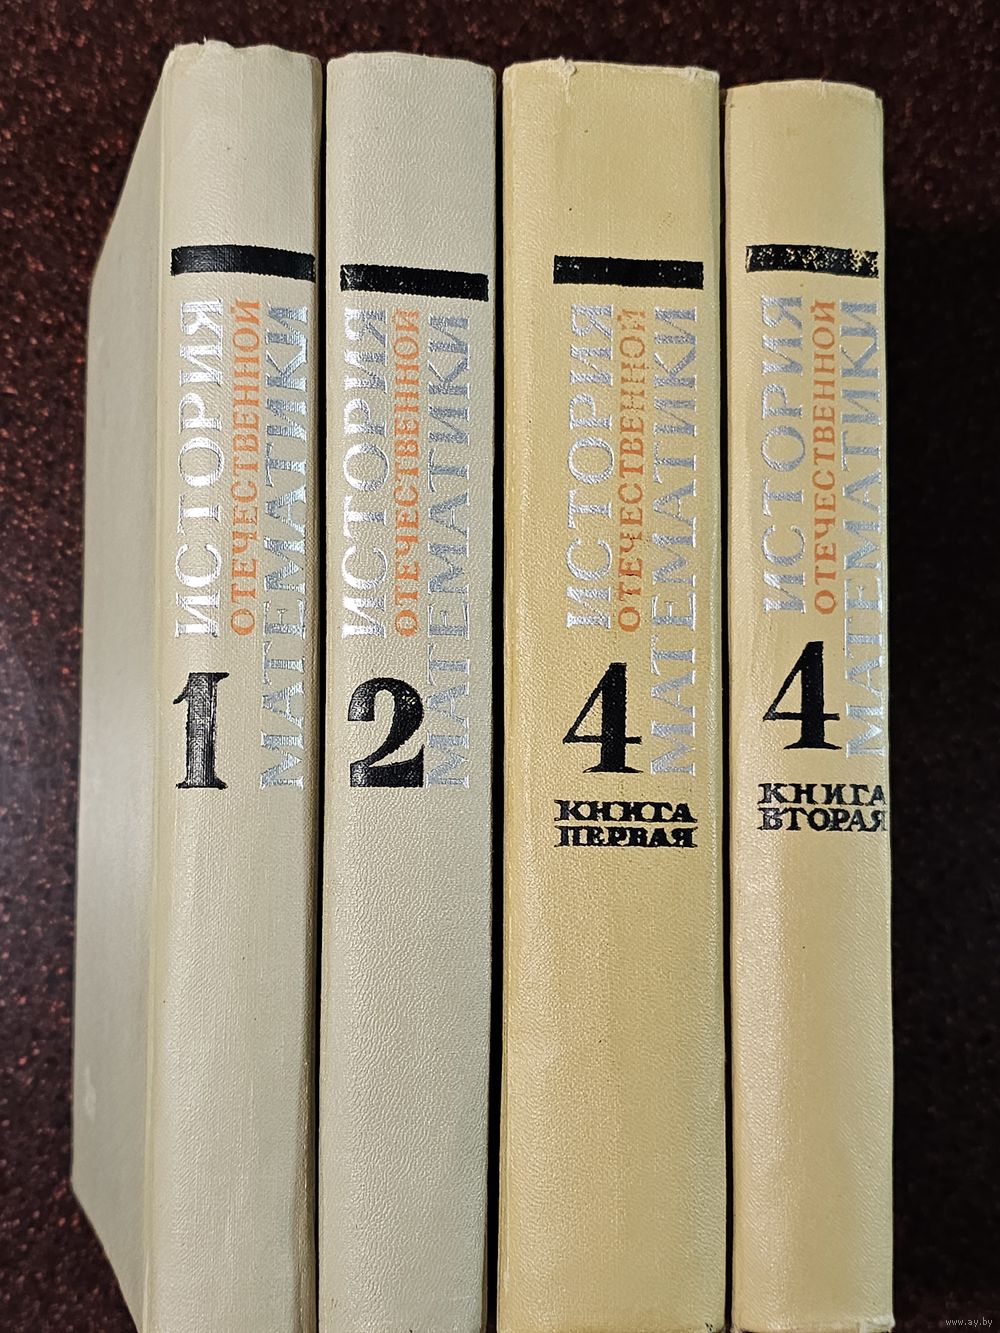 ИСТОРИЯ
ОТЕЧЕСТВЕННОЙ
МАТЕМАТИКИ
1
ИСТОРИЯ
ОТЕЧЕСТВЕННОЙ
МАТЕМАТИКИ
2
ИСТОРИЯ
ОТЕЧЕСТВЕННОЙ
МАТЕМАТИКИ
4
КНИГА
ПЕРВАЯ
ИСТОРИЯ
ОТЕЧЕСТВЕННОЙ
МАТЕМАТИКИ
4
КНИГА
ВТОРАЯ
www.ay.by